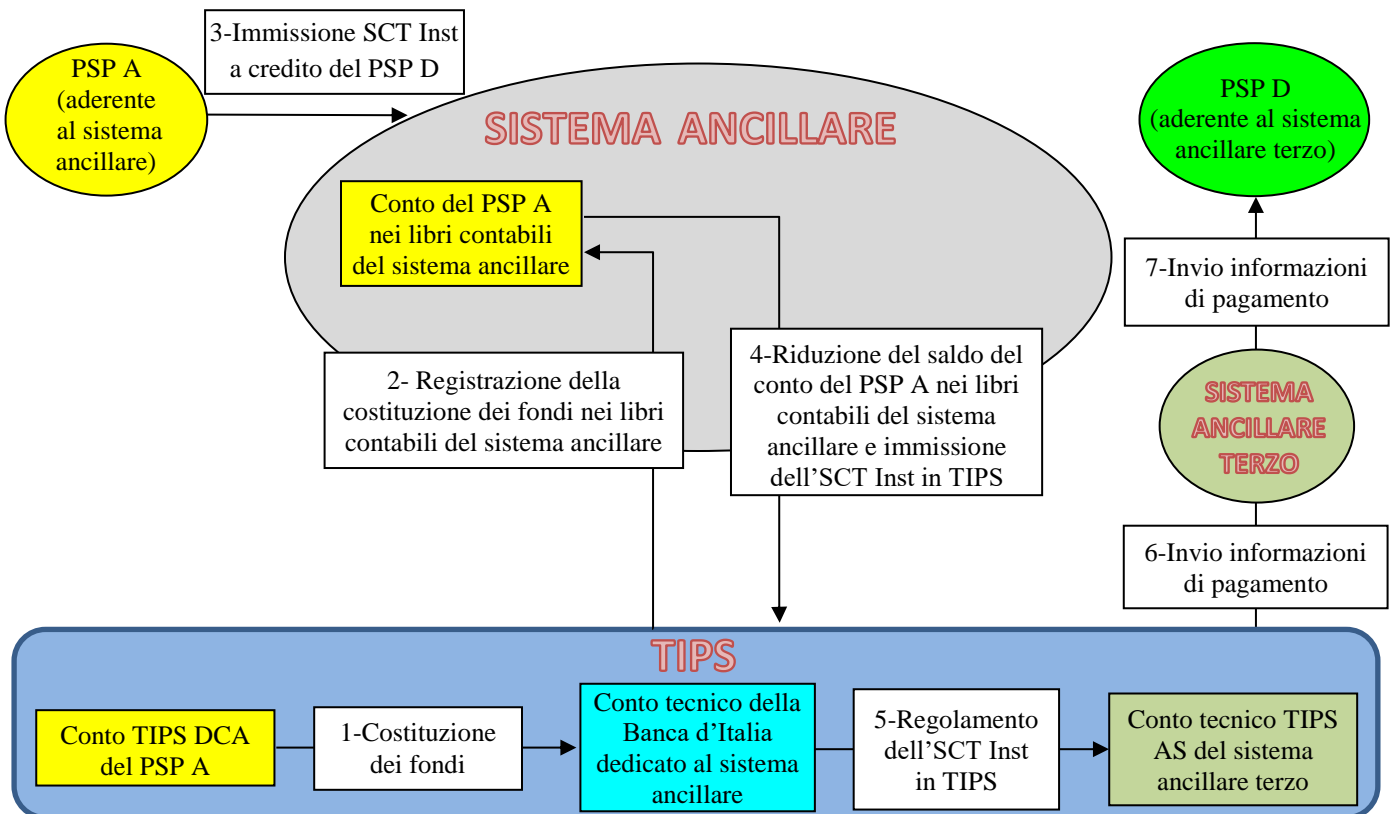 3-Immissione SCT Inst
a credito del PSP D
PSP A
(aderente
al sistema
ancillare)
SISTEMA ANCILLARE
PSP D
(aderente al sistema
ancillare terzo)
Conto del PSP A
nei libri contabili
del sistema ancillare
7-Invio informazioni
di pagamento
2- Registrazione della
costituzione dei fondi nei libri
contabili del sistema ancillare
4-Riduzione del saldo del
conto del PSP A nei libri
contabili del sistema
ancillare e immissione
dell’SCT Inst in TIPS
SISTEMA
ANCILLARE
TERZO
6-Invio informazioni
di pagamento
TIPS
Conto TIPS DCA
del PSP A
1-Costituzione
dei fondi
Conto tecnico della
Banca d’Italia
dedicato al sistema
ancillare
5-Regolamento
dell’SCT Inst
in TIPS
Conto tecnico TIPS
AS del sistema
ancillare terzo